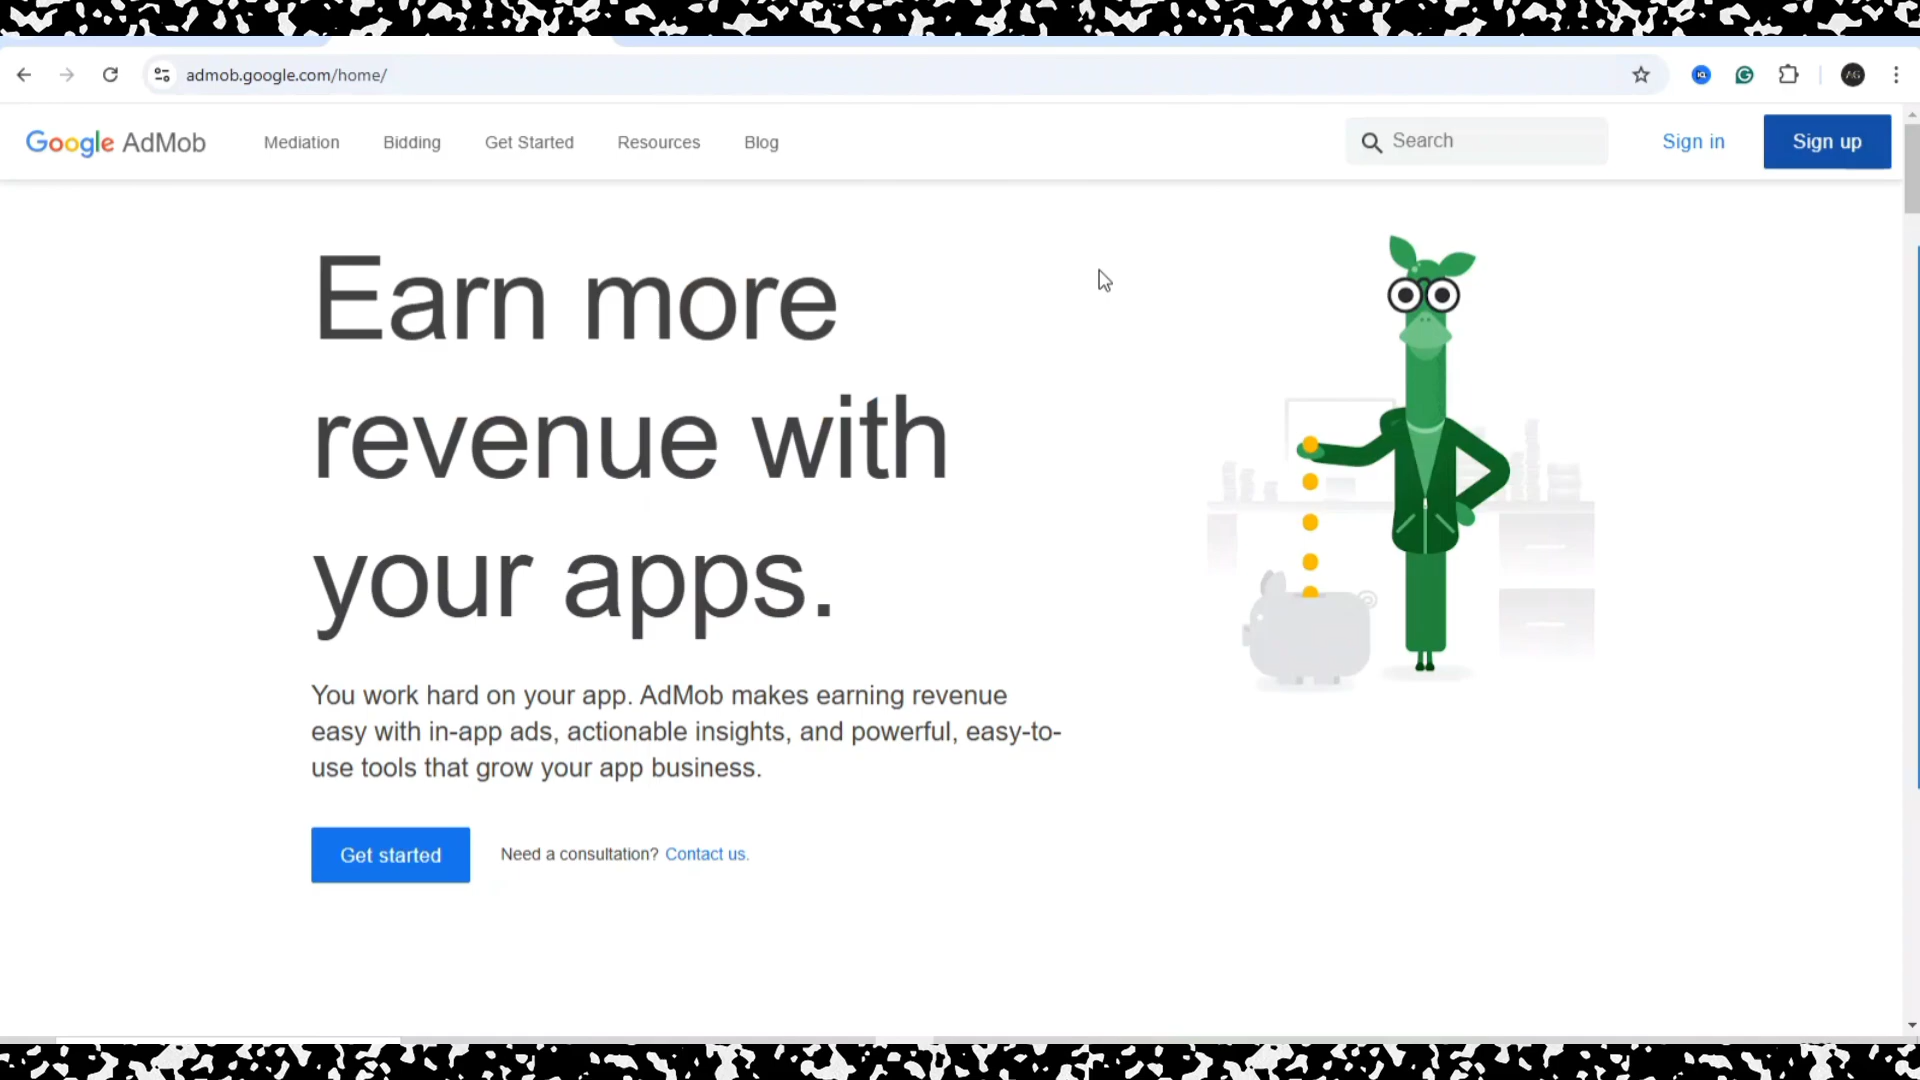 admob.google.com/home/
AG
Google AdMob
Mediation
Bidding
Get Started
Resources
Blog
Search
Sign in
Sign up
Earn more
revenue with
your apps.
You work hard on your app. AdMob makes earning revenue
easy with in-app ads, actionable insights, and powerful, easy-to-
use tools that grow your app business.
Get started
Need a consultation? Contact us.